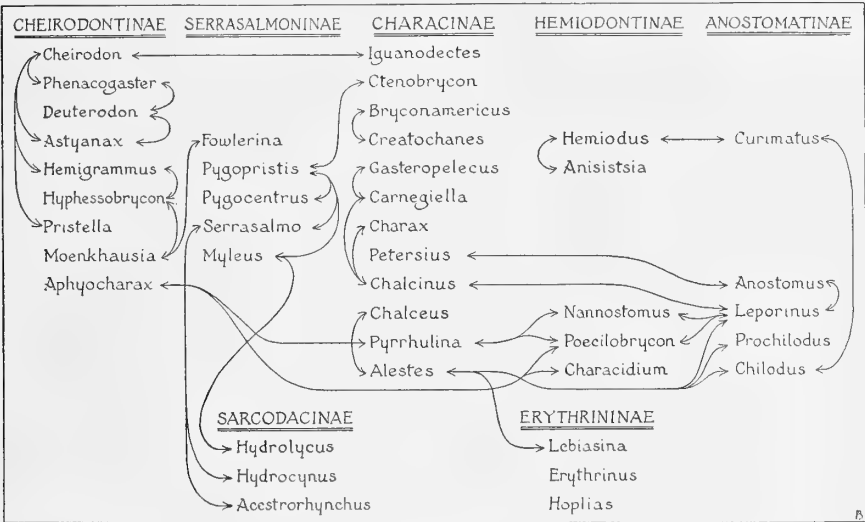 CHEIRODONTINAE SERRASALMONINAE CHARACINAE HEMIODONTINAE ANOSTOMATINAE
Cheirodon Iguanodectes
Phenacogaster Ctenobrycon
Deuterodon Bryconamericus
Astyanax Fowlerina Creatochanes Hemiodus Curimatus
Hemigrammus Pygopristis Gasteropelecus Anisistsia
Hyphessobrycon Pygocentrus Carnegiella
Pristella Serrasalmo Charax
Moenkhausia Myleus Petersius
Aphyocharax Chalcinus Anostomus
Chalceus Nannostomus Leporinus
Pyrrhulina Poecilobrycon Prochilodus
Alestes Characidium Chilodus
SARCODACINAE ERYTHRININAE
Hydrolycus Lebiasina
Hydrocynus Erythrinus
Acestrorhynchus Hoplias